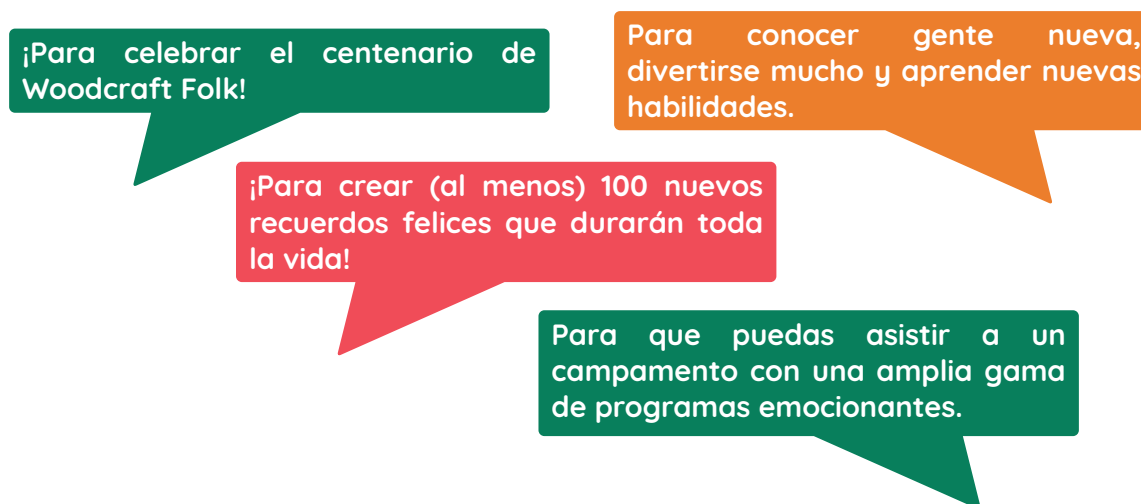 ¡Para celebrar el centenario de
Woodcraft Folk!
Para conocer gente nueva,
divertirse mucho y aprender nuevas
habilidades.
¡Para crear (al menos) 100 nuevos
recuerdos felices que durarán toda
la vida!
Para que puedas asistir a un
campamento con una amplia gama
de programas emocionantes.